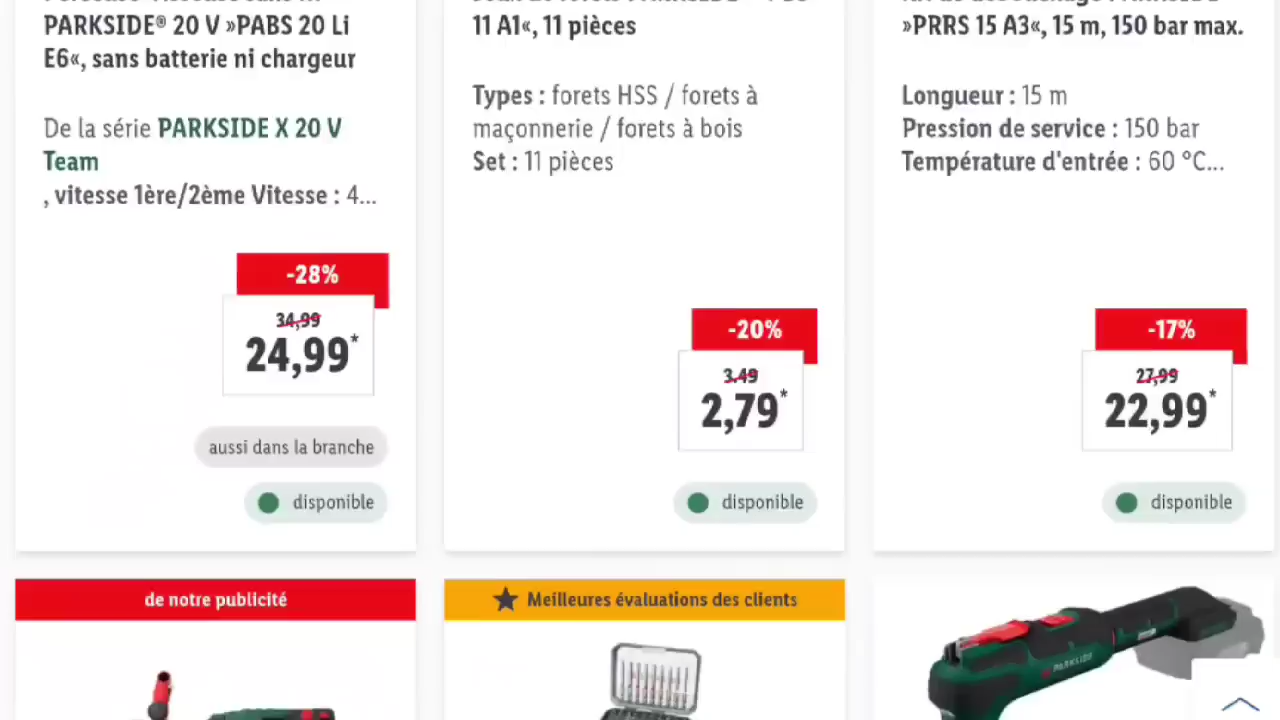 PARKSIDE® 20 V »PABS 20 Li
E6«, sans batterie ni chargeur
De la série PARKSIDE X 20 V
Team
, vitesse 1ère/2ème Vitesse : 4...
-28%
34,99
24,99*
aussi dans la branche
disponible
11 A1«, 11 pièces
Types : forets HSS / forets à
maçonnerie / forets à bois
Set : 11 pièces
-20%
3.49
2,79*
disponible
»PRRS 15 A3«, 15 m, 150 bar max.
Longueur : 15 m
Pression de service : 150 bar
Température d'entrée : 60 °C...
-17%
27,99
22,99*
disponible
de notre publicité
Meilleures évaluations des clients
PARKSIDE